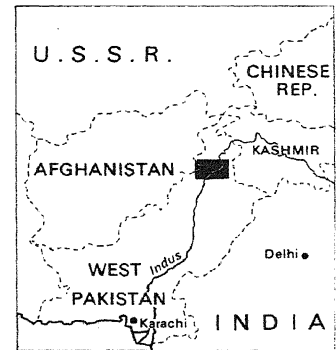 U.S.S.R.
CHINESE
REP.
KASHMIR
AFGHANISTAN
Delhi
WEST
Indus
PAKISTAN
Karachi
INDIA